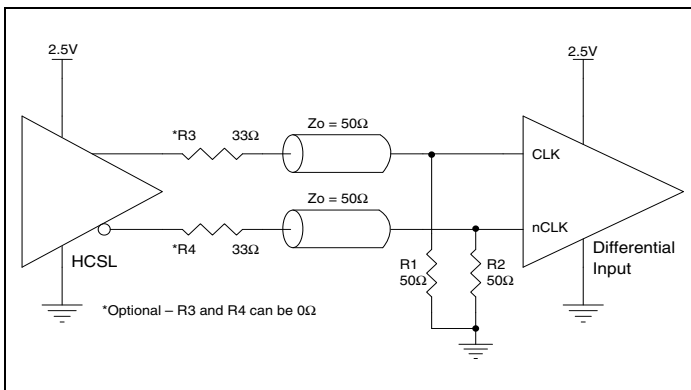 2.5V
2.5V
*R3 33Ω
Zo = 50Ω
CLK
Zo = 50Ω
nCLK
*R4 33Ω
HCSL
R1
50Ω
R2
50Ω
Differential
Input
*Optional – R3 and R4 can be 0Ω